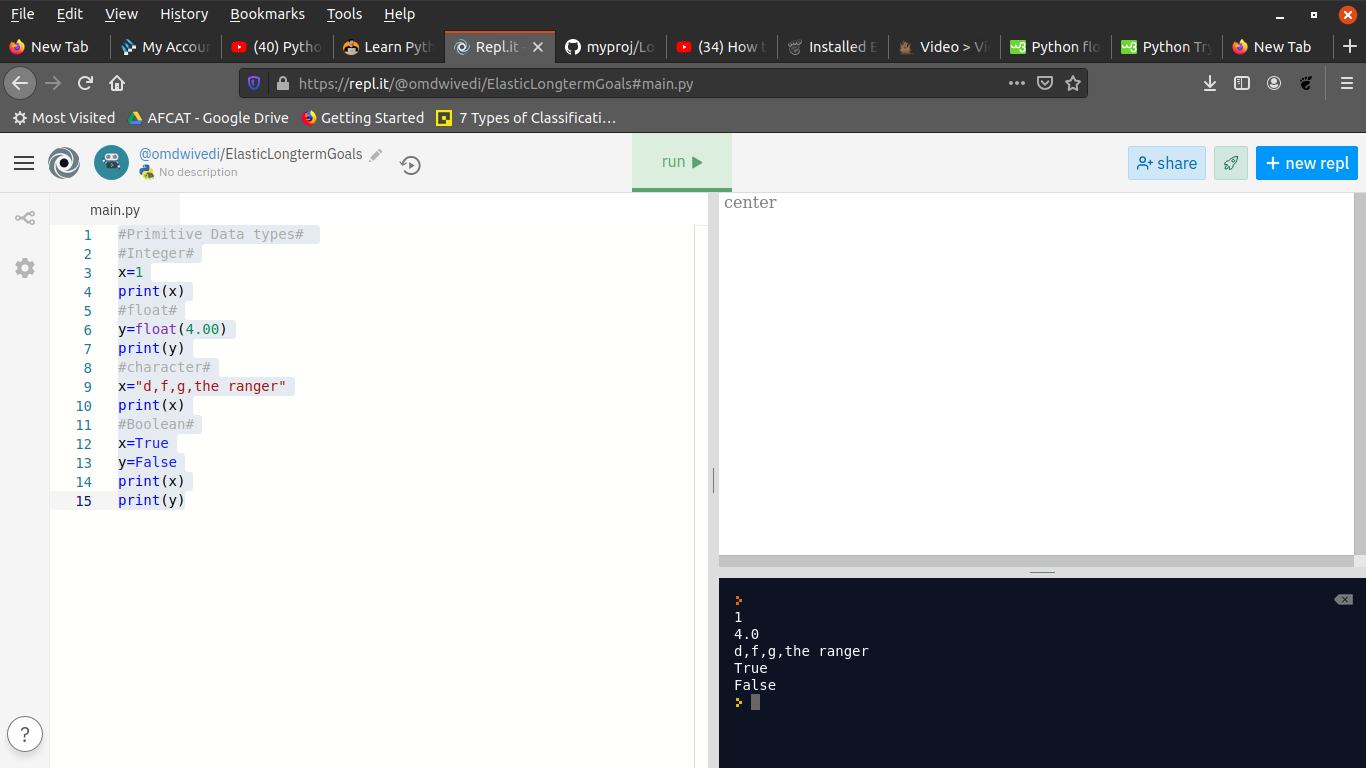 File Edit View History Bookmarks Tools Help
New Tab My Accour (40) Pytho Learn Pyth Repl.it - myproj/Lo (34) How t Installed E Video > Vi Python flo Python Try New Tab
https://repl.it/@omdwivedi/ElasticLongtermGoals#main.py
Most Visited AFCAT - Google Drive Getting Started 7 Types of Classificati…
@omdwivedi/ElasticLongtermGoals
No description
run
share
+ new repl
main.py
center
1 #Primitive Data types#
2 #Integer#
3 x=1
4 print(x)
5 #float#
6 y=float(4.00)
7 print(y)
8 #character#
9 x="d,f,g,the ranger"
10 print(x)
11 #Boolean#
12 x=True
13 y=False
14 print(x)
15 print(y)
1
4.0
d,f,g,the ranger
True
False
?